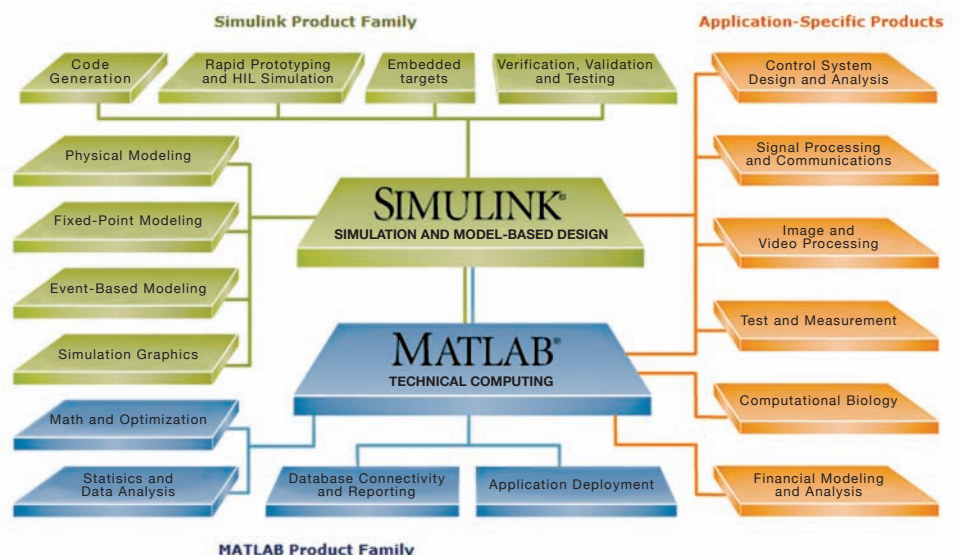 Simulink Product Family
Application-Specific Products
Code
Generation
Rapid Prototyping
and HIL Simulation
Embedded
targets
Verification, Validation
and Testing
Control System
Design and Analysis
Physical Modeling
Signal Processing
and Communications
Fixed-Point Modeling
SIMULINK®
SIMULATION AND MODEL-BASED DESIGN
Image and
Video Processing
Event-Based Modeling
Test and Measurement
Simulation Graphics
MATLAB®
TECHNICAL COMPUTING
Math and Optimization
Computational Biology
Statisics and
Data Analysis
Database Connectivity
and Reporting
Application Deployment
Financial Modeling
and Analysis
MATLAB Product Family